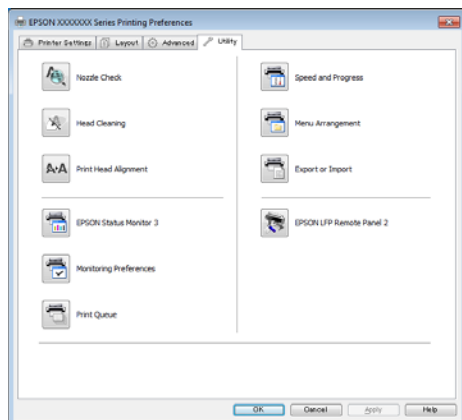 EPSON XXXXXXX Series Printing Preferences
Printer Settings Layout Advanced Utility
Nozzle Check
Head Cleaning
A+A Print Head Alignment
EPSON Status Monitor 3
Monitoring Preferences
Print Queue
Speed and Progress
Menu Arrangement
Export or Import
EPSON LFP Remote Panel 2
OK Cancel Apply Help